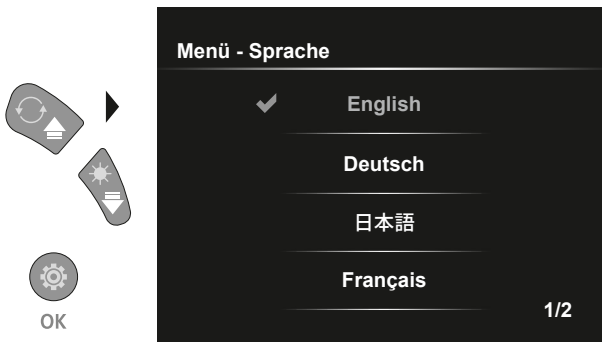 Menü - Sprache
English
Deutsch
日本語
Français
1/2
OK